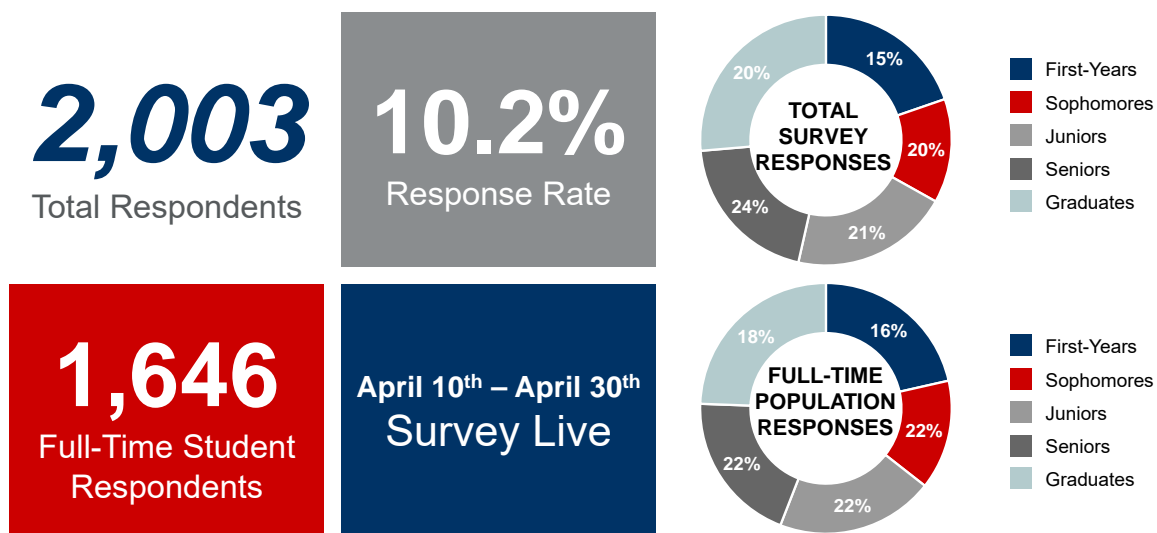 2,003
Total Respondents
10.2%
Response Rate
1,646
Full-Time Student
Respondents
April 10th – April 30th
Survey Live
15%
20%
21%
24%
20%
TOTAL
SURVEY
RESPONSES
First-Years
Sophomores
Juniors
Seniors
Graduates
16%
22%
22%
22%
18%
FULL-TIME
POPULATION
RESPONSES
First-Years
Sophomores
Juniors
Seniors
Graduates